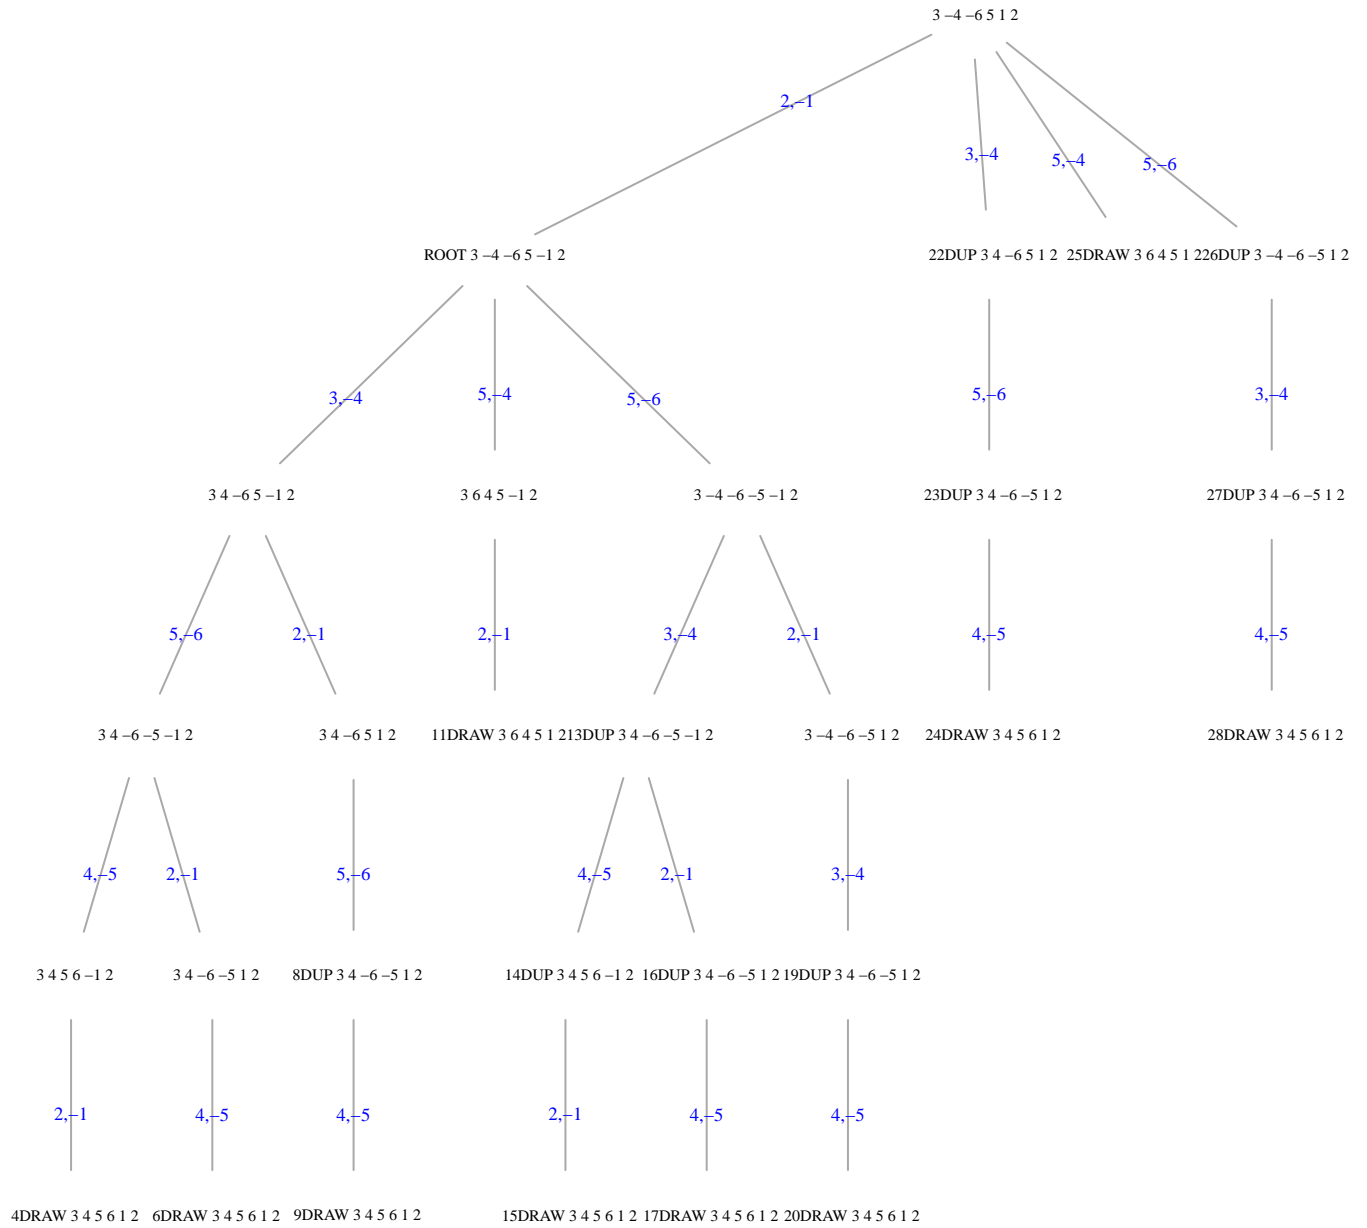 3 –4 –6 5 1 2
2,–1
3,–4
5,–4
5,–6
ROOT 3 –4 –6 5 –1 2
22DUP 3 4 –6 5 1 2
25DRAW 3 6 4 5 1 2
26DUP 3 –4 –6 –5 1 2
3,–4
5,–4
5,–6
5,–6
3,–4
3 4 –6 5 –1 2
3 6 4 5 –1 2
3 –4 –6 –5 –1 2
23DUP 3 4 –6 –5 1 2
27DUP 3 4 –6 –5 1 2
5,–6
2,–1
2,–1
3,–4
2,–1
4,–5
4,–5
3 4 –6 –5 –1 2
3 4 –6 5 1 2
11DRAW 3 6 4 5 1 2
13DUP 3 4 –6 –5 –1 2
3 –4 –6 –5 1 2
24DRAW 3 4 5 6 1 2
28DRAW 3 4 5 6 1 2
4,–5
2,–1
5,–6
4,–5
2,–1
3,–4
3 4 5 6 –1 2
3 4 –6 –5 1 2
8DUP 3 4 –6 –5 1 2
14DUP 3 4 5 6 –1 2
16DUP 3 4 –6 –5 1 2
19DUP 3 4 –6 –5 1 2
2,–1
4,–5
4,–5
2,–1
4,–5
4,–5
4DRAW 3 4 5 6 1 2
6DRAW 3 4 5 6 1 2
9DRAW 3 4 5 6 1 2
15DRAW 3 4 5 6 1 2
17DRAW 3 4 5 6 1 2
20DRAW 3 4 5 6 1 2